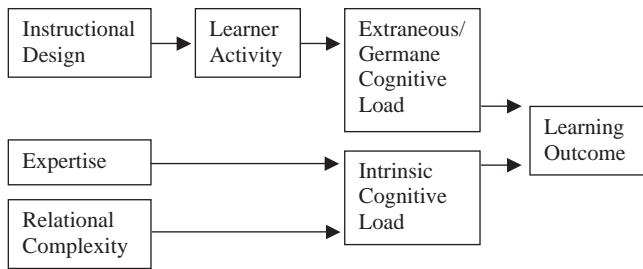 Instructional
Design
Learner
Activity
Extraneous/
Germane
Cognitive
Load
Learning
Outcome
Expertise
Intrinsic
Cognitive
Load
Relational
Complexity